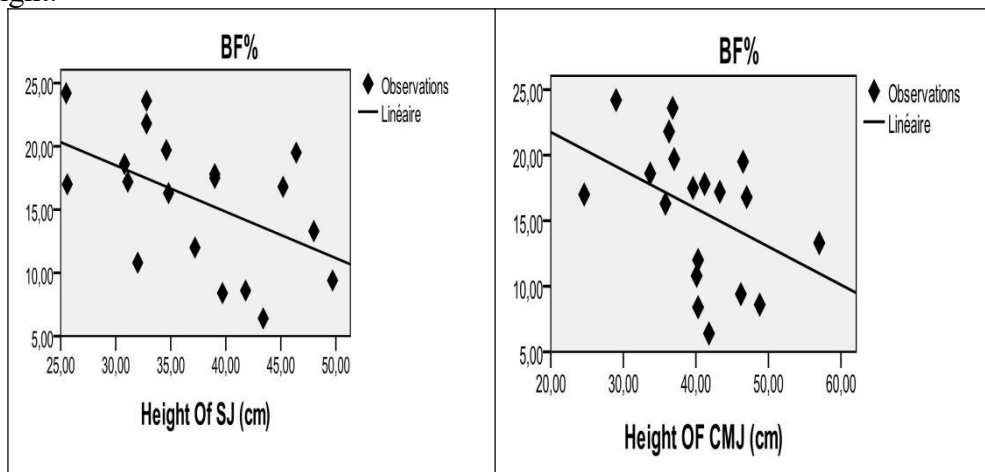 BF%
25,00
20,00
15,00
10,00
5,00
25,00 30,00 35,00 40,00 45,00 50,00
Height Of SJ (cm)
Observations
Linéaire
BF%
25,00
20,00
15,00
10,00
5,00
20,00 30,00 40,00 50,00 60,00
Height OF CMJ (cm)
Observations
Linéaire